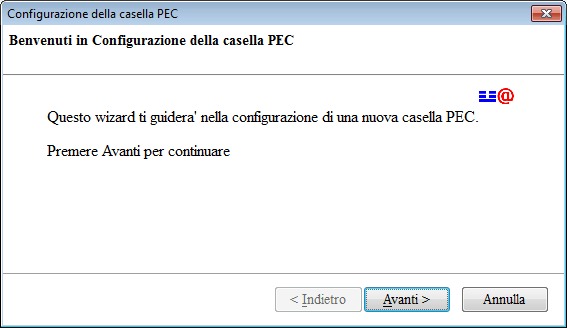 Configurazione della casella PEC
Benvenuti in Configurazione della casella PEC
@
Questo wizard ti guidera' nella configurazione di una nuova casella PEC.
Premere Avanti per continuare
< Indietro
Avanti >
Annulla